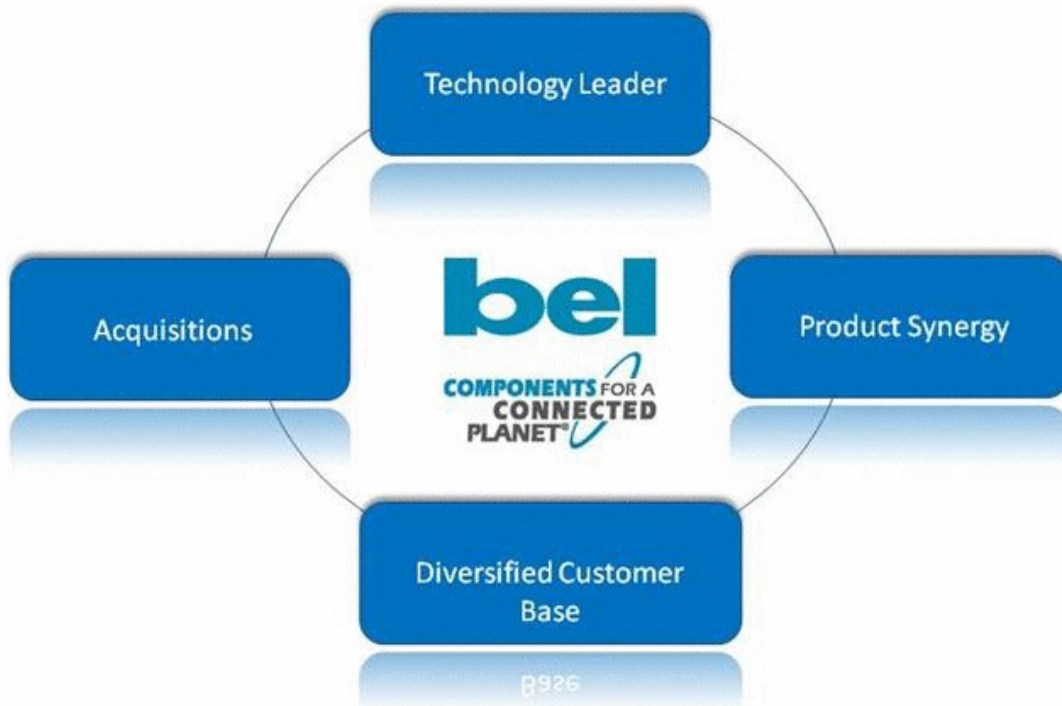 Technology Leader
Acquisitions
bel
Product Synergy
COMPONENTS FOR A
CONNECTED
PLANET®
Diversified Customer
Base